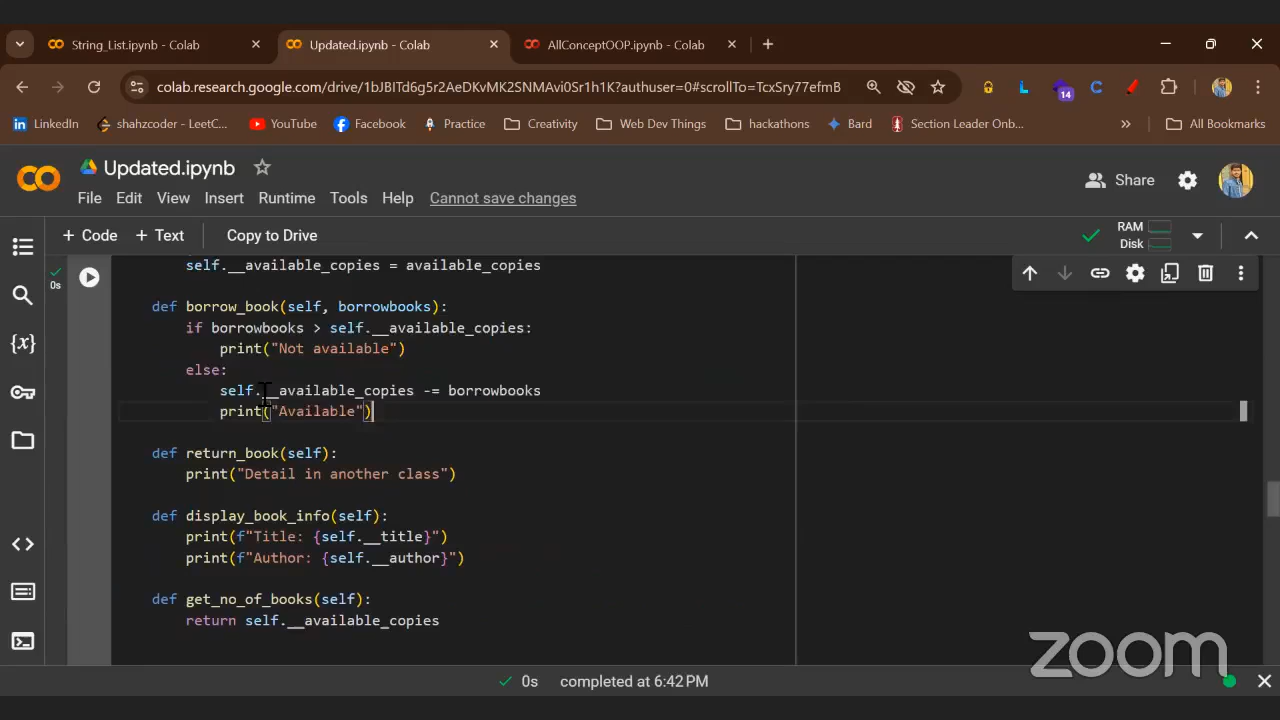 String_List.ipynb - Colab
Updated.ipynb - Colab
AllConceptOOP.ipynb - Colab
colab.research.google.com/drive/1bJBITd6g5r2AeDKvMK2SNMAvi0Sr1h1K?authuser=0#scrollTo=TcxSry77efmB
14
LinkedIn
shahzcoder - LeetC...
YouTube
Facebook
Practice
Creativity
Web Dev Things
hackathons
Bard
Section Leader Onb...
»
All Bookmarks
Updated.ipynb
Share
File Edit View Insert Runtime Tools Help Cannot save changes
+ Code + Text Copy to Drive
RAM
Disk
0s
self.__available_copies = available_copies
def borrow_book(self, borrowbooks):
if borrowbooks > self.__available_copies:
print("Not available")
else:
self.__available_copies -= borrowbooks
print("Available")
def return_book(self):
print("Detail in another class")
def display_book_info(self):
print(f"Title: {self.__title}")
print(f"Author: {self.__author}")
def get_no_of_books(self):
return self.__available_copies
zoom
0s completed at 6:42 PM